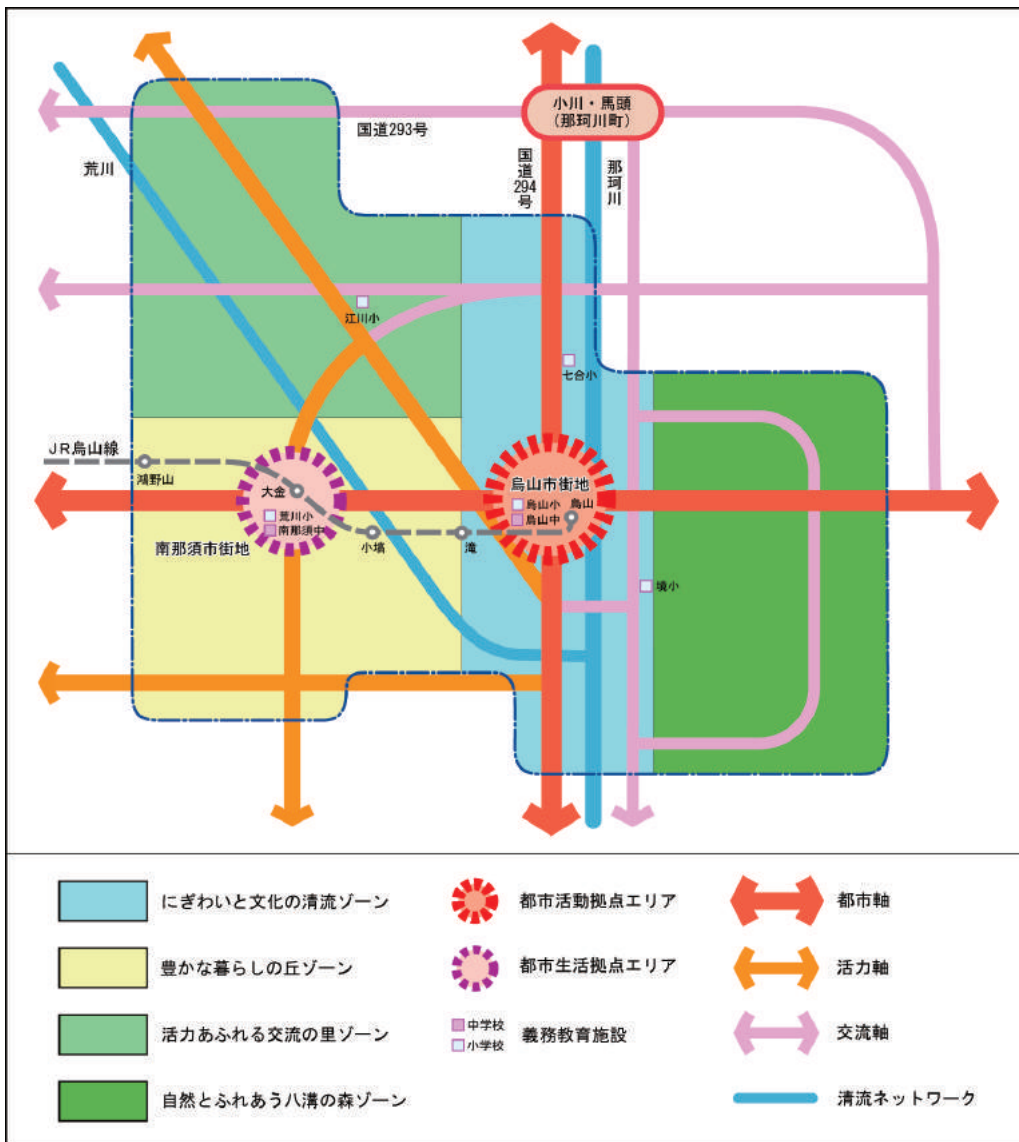 小川・馬頭
(那珂川町)
国道293号
荒川
国道294号
那珂川
江川小
七合小
JR烏山線
鴻野山
大金
荒川小
南那須中
南那須市街地
小塙
滝
烏山市街地
烏山小
烏山中
烏山
境小
にぎわいと文化の清流ゾーン
都市活動拠点エリア
都市軸
豊かな暮らしの丘ゾーン
都市生活拠点エリア
活力軸
活力あふれる交流の里ゾーン
中学校
小学校
義務教育施設
交流軸
自然とふれあう八溝の森ゾーン
清流ネットワーク